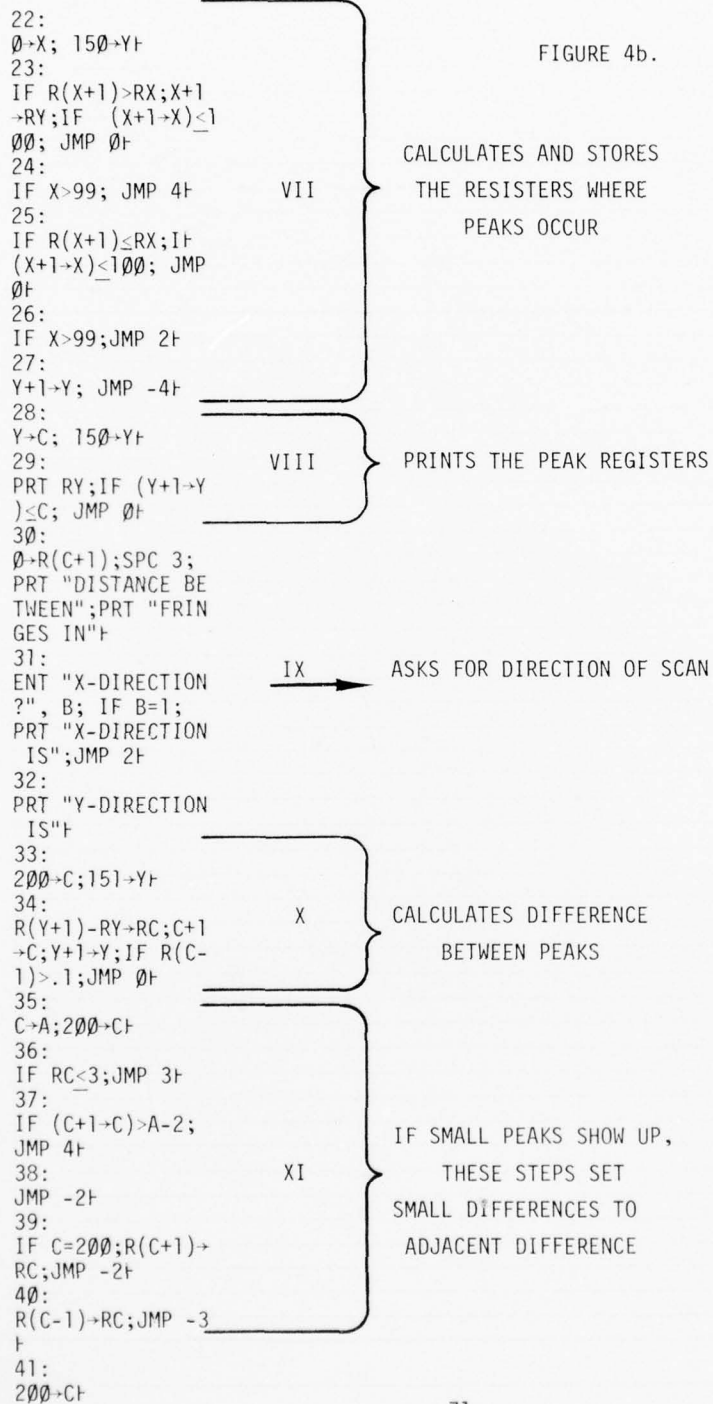 22:
Ø→X; 15Ø→Y⊦
FIGURE 4b.
23:
IF R(X+1)>RX;X+1
→RY;IF (X+1→X)≤1
ØØ; JMP Ø⊦
24:
IF X>99; JMP 4⊦
25:
IF R(X+1)≤RX;I⊦
(X+1→X)≤1ØØ; JMP
Ø⊦
26:
IF X>99;JMP 2⊦
27:
Y+1→Y; JMP -4⊦
VII
CALCULATES AND STORES
THE RESISTERS WHERE
PEAKS OCCUR
28:
Y→C; 15Ø→Y⊦
29:
PRT RY;IF (Y+1→Y
)≤C; JMP Ø⊦
VIII
PRINTS THE PEAK REGISTERS
30:
Ø→R(C+1);SPC 3;
PRT "DISTANCE BE
TWEEN";PRT "FRIN
GES IN"⊦
31:
ENT "X-DIRECTION
?", B; IF B=1;
PRT "X-DIRECTION
IS";JMP 2⊦
IX
ASKS FOR DIRECTION OF SCAN
32:
PRT "Y-DIRECTION
IS"⊦
33:
2ØØ→C;151→Y⊦
34:
R(Y+1)-RY→RC;C+1
→C;Y+1→Y;IF R(C-
1)>.1;JMP Ø⊦
X
CALCULATES DIFFERENCE
BETWEEN PEAKS
35:
C→A;2ØØ→C⊦
36:
IF RC≤3;JMP 3⊦
37:
IF (C+1→C)>A-2;
JMP 4⊦
38:
JMP -2⊦
39:
IF C=2ØØ;R(C+1)→
RC;JMP -2⊦
4Ø:
R(C-1)→RC;JMP -3
⊦
XI
IF SMALL PEAKS SHOW UP,
THESE STEPS SET
SMALL DIFFERENCES TO
ADJACENT DIFFERENCE
41:
2ØØ→C⊦